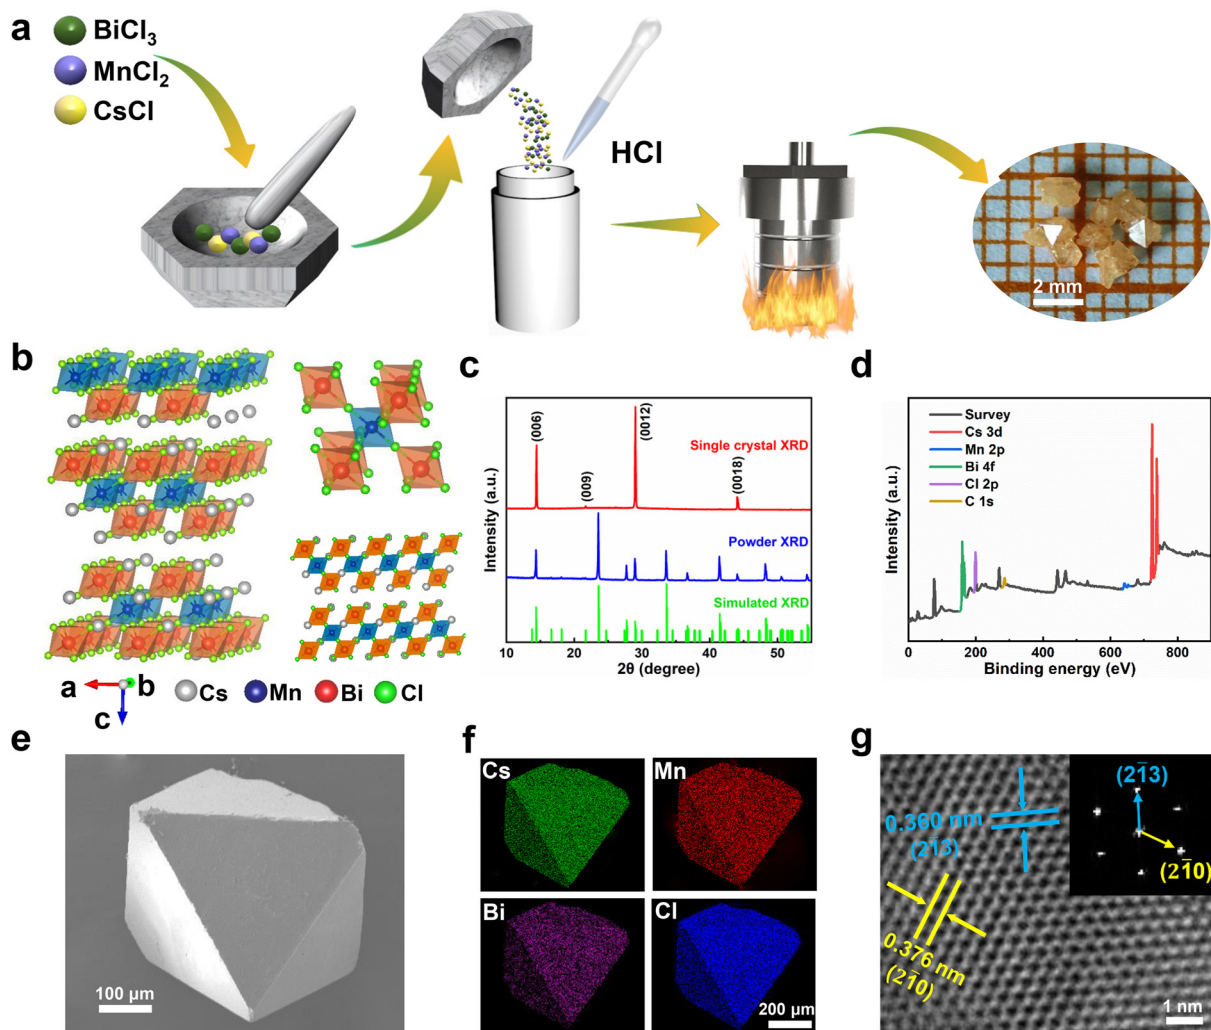 a
BiCl₃
MnCl₂
CsCl
HCl
2 mm
b
a
b
c
Cs
Mn
Bi
Cl
c
Intensity (a.u.)
(006)
(009)
(0012)
(0018)
Single crystal XRD
Powder XRD
Simulated XRD
10
20
30
40
50
2θ (degree)
d
Intensity (a.u.)
Survey
Cs 3d
Mn 2p
Bi 4f
Cl 2p
C 1s
0
200
400
600
800
Binding energy (eV)
e
100 μm
f
Cs
Mn
Bi
Cl
200 μm
g
0.360 nm
(21̄3)
0.376 nm
(21̄0)
(21̄3)
(21̄0)
1 nm